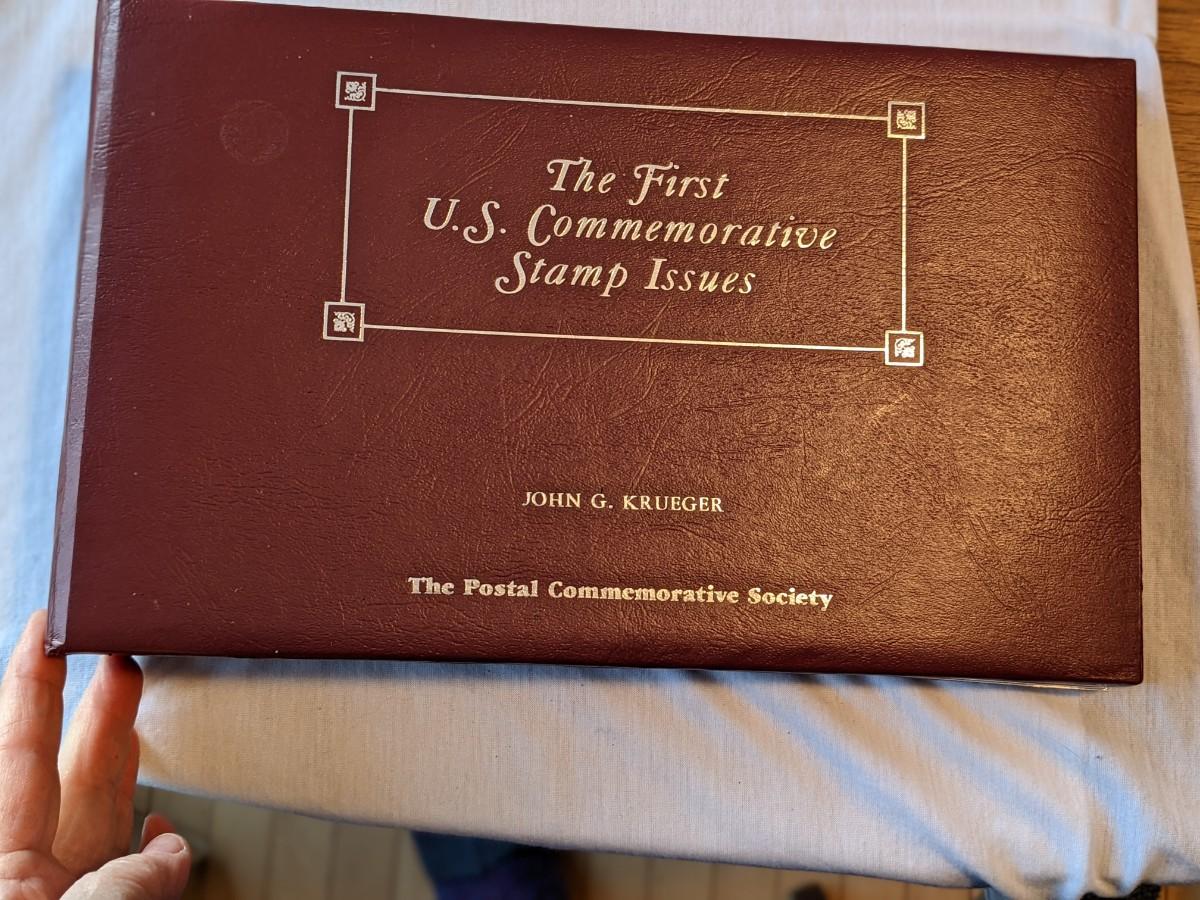 The First
U.S. Commemorative
Stamp Issues
JOHN G. KRUEGER
The Postal Commemorative Society